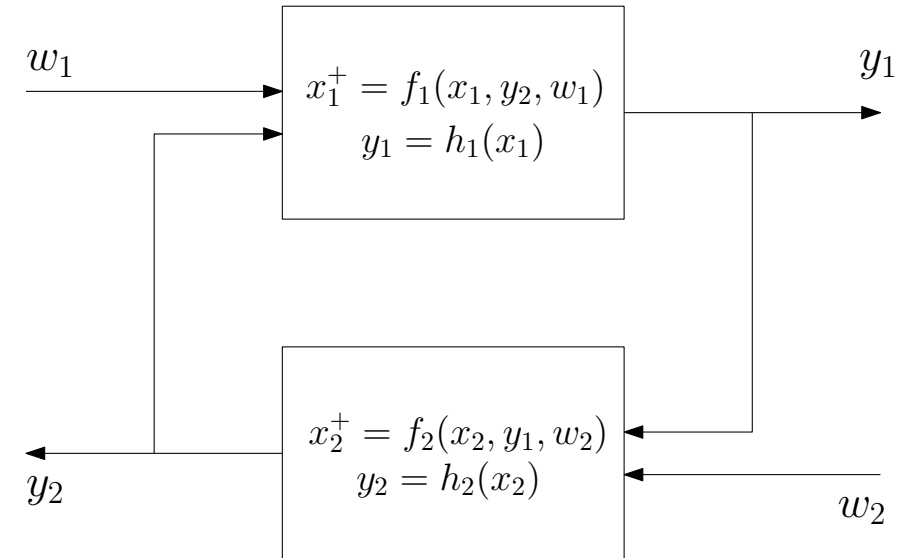 w₁
y₁
x₁⁺ = f₁(x₁, y₂, w₁)
y₁ = h₁(x₁)
x₂⁺ = f₂(x₂, y₁, w₂)
y₂ = h₂(x₂)
y₂
w₂